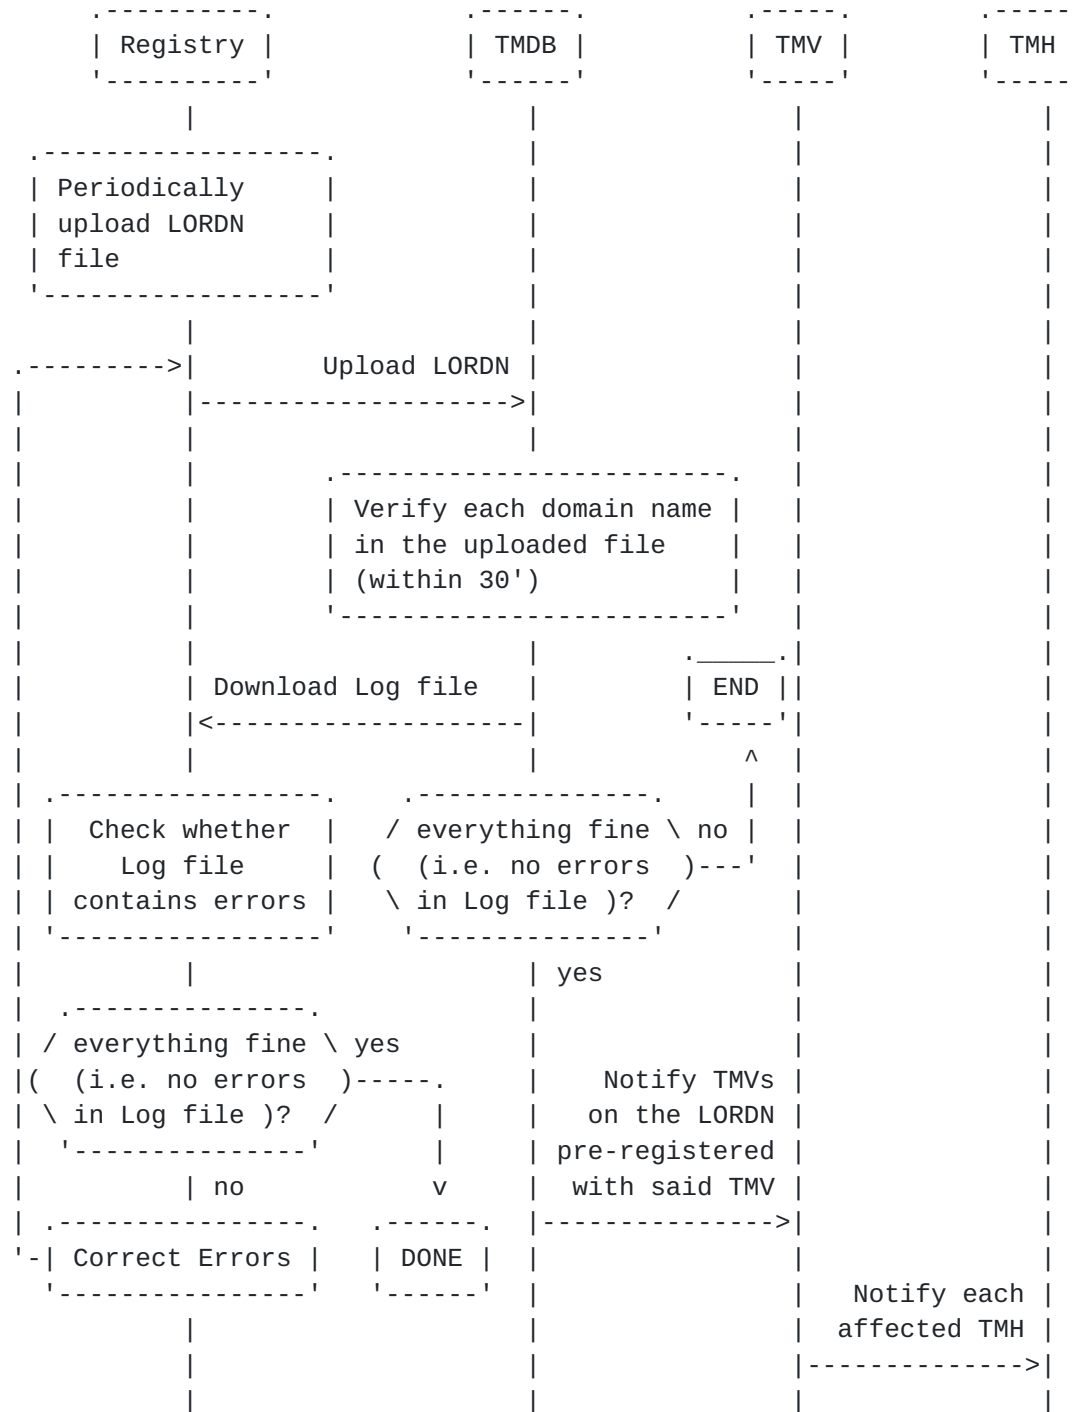 Registry TMDB TMV TMH
Periodically
upload LORDN
file
Upload LORDN
Verify each domain name
in the uploaded file
(within 30')
END
Download Log file
Check whether
Log file
contains errors
everything fine no
(i.e. no errors
in Log file )?
yes
everything fine yes
(i.e. no errors
in Log file )?
no
Notify TMVs
on the LORDN
pre-registered
with said TMV
Correct Errors
DONE
Notify each
affected TMH